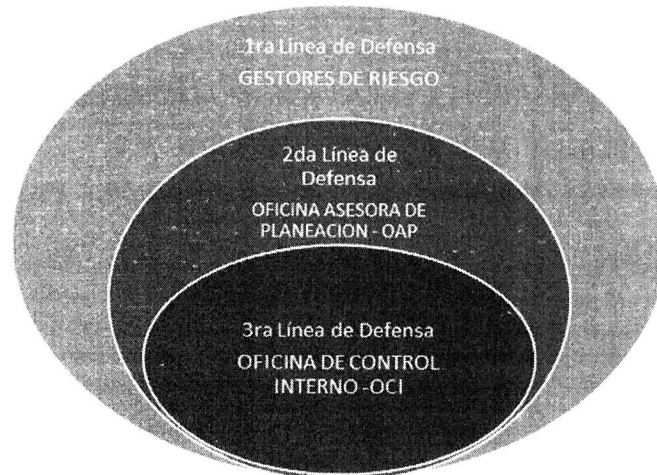 1ra Línea de Defensa
GESTORES DE RIESGO
2da Línea de
Defensa
OFICINA ASESORA DE
PLANEACION - OAP
3ra Línea de Defensa
OFICINA DE CONTROL
INTERNO -OCI